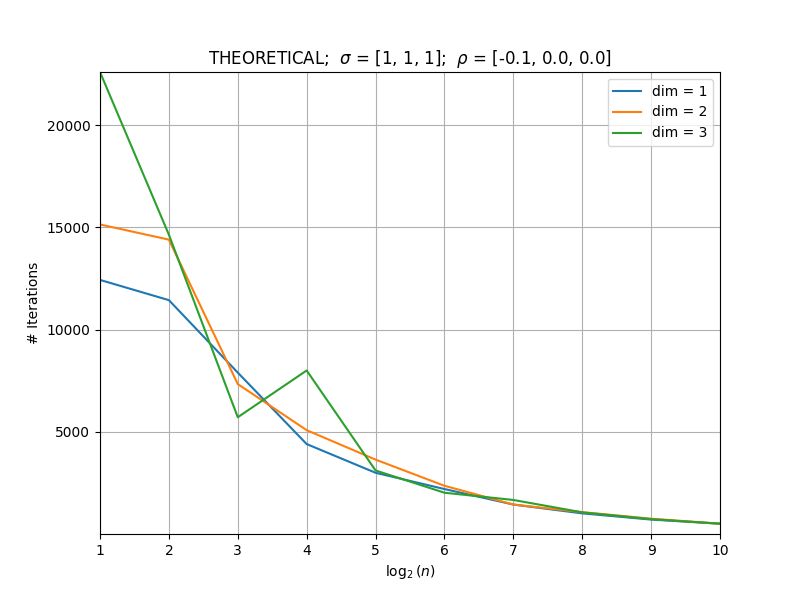 THEORETICAL; σ = [1, 1, 1]; ρ = [-0.1, 0.0, 0.0]
dim = 1
dim = 2
dim = 3
20000
15000
10000
5000
# Iterations
1 2 3 4 5 6 7 8 9 10
log₂(n)